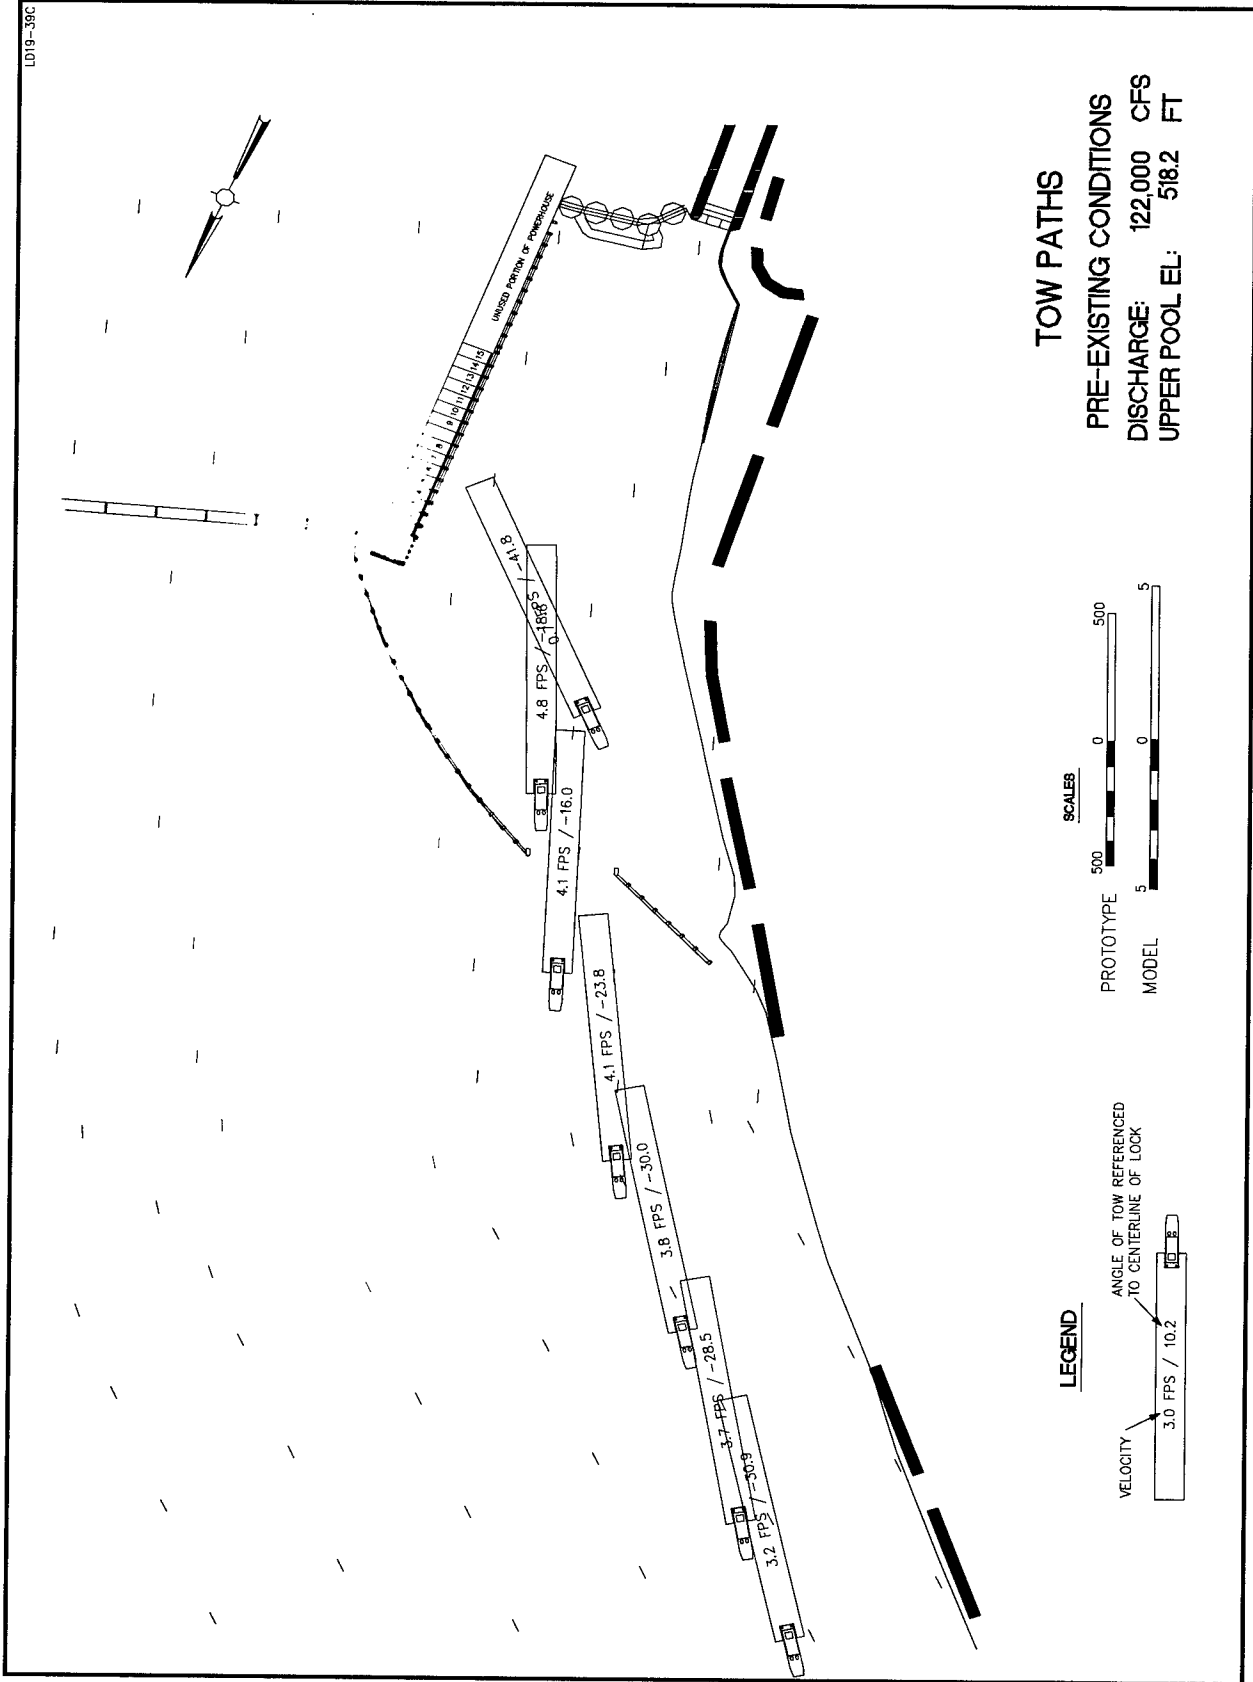 LD19-39C
UNUSED PORTION OF POWERHOUSE
8 9 10 11 12 13 14 15
/ -41.8
4.8 FPS / -18.6
4.1 FPS / -16.0
4.1 FPS / -23.8
3.8 FPS / -30.0
3.7 FPS / -28.5
3.2 FPS / -30.9
TOW PATHS
PRE-EXISTING CONDITIONS
DISCHARGE: 122,000 CFS
UPPER POOL EL: 518.2 FT
SCALES
PROTOTYPE 500 0 500
MODEL 5 0 5
LEGEND
VELOCITY
ANGLE OF TOW REFERENCED
TO CENTERLINE OF LOCK
3.0 FPS / 10.2